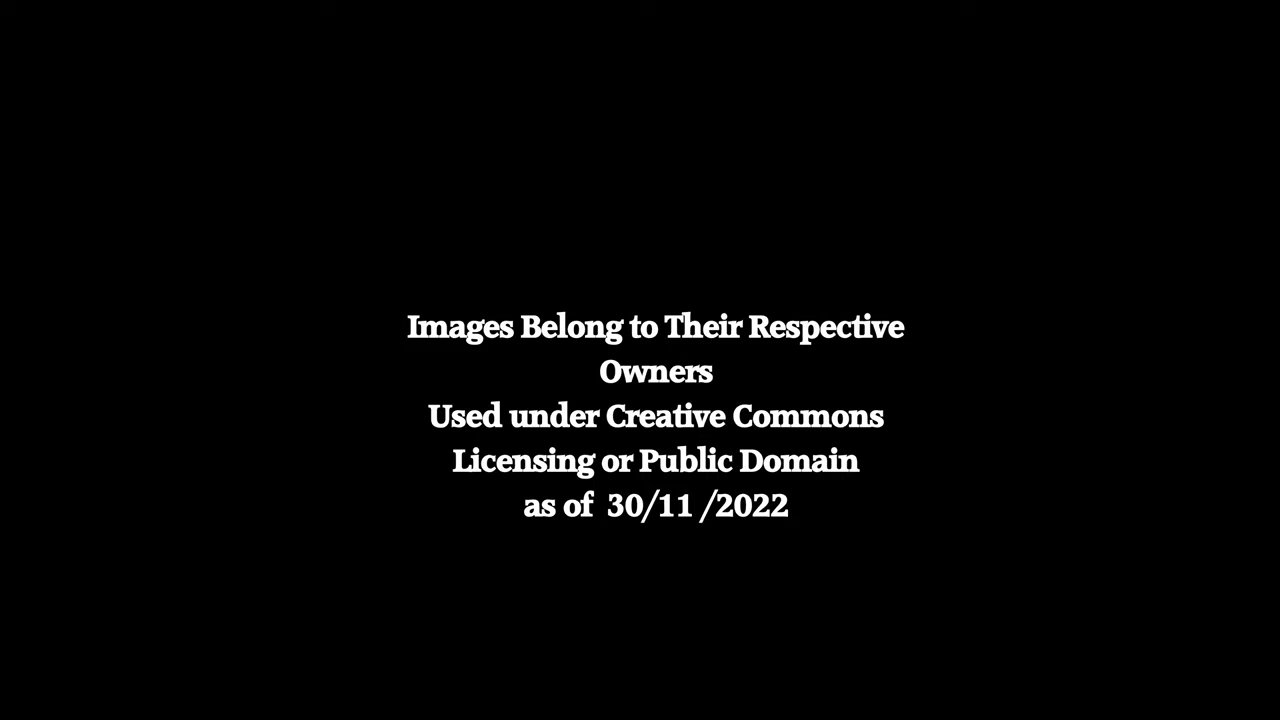 Images Belong to Their Respective
Owners
Used under Creative Commons
Licensing or Public Domain
as of  30/11 /2022